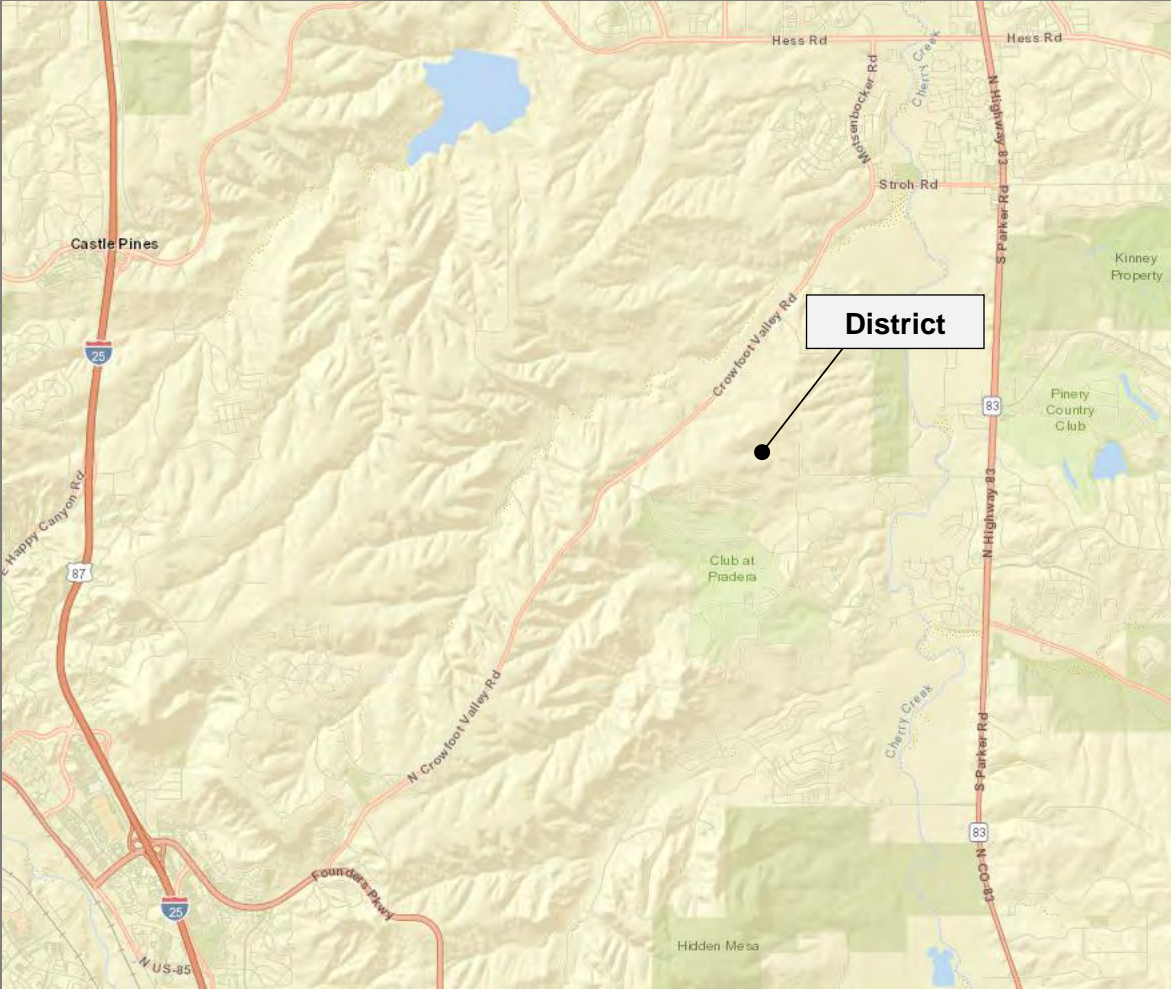 Hess Rd
Hess Rd
Cherry Creek
Motsenbocker Rd
N Highway 83
Stroh Rd
S Parker Rd
Castle Pines
Kinney
Property
District
Crowfoot Valley Rd
25
83
Pinery
Country
Club
E Happy Canyon Rd
N Highway 83
87
Club at
Pradera
N Crowfoot Valley Rd
Cherry Creek
S Parker Rd
83
Founders Pkwy
N CO-83
25
Hidden Mesa
N US-85